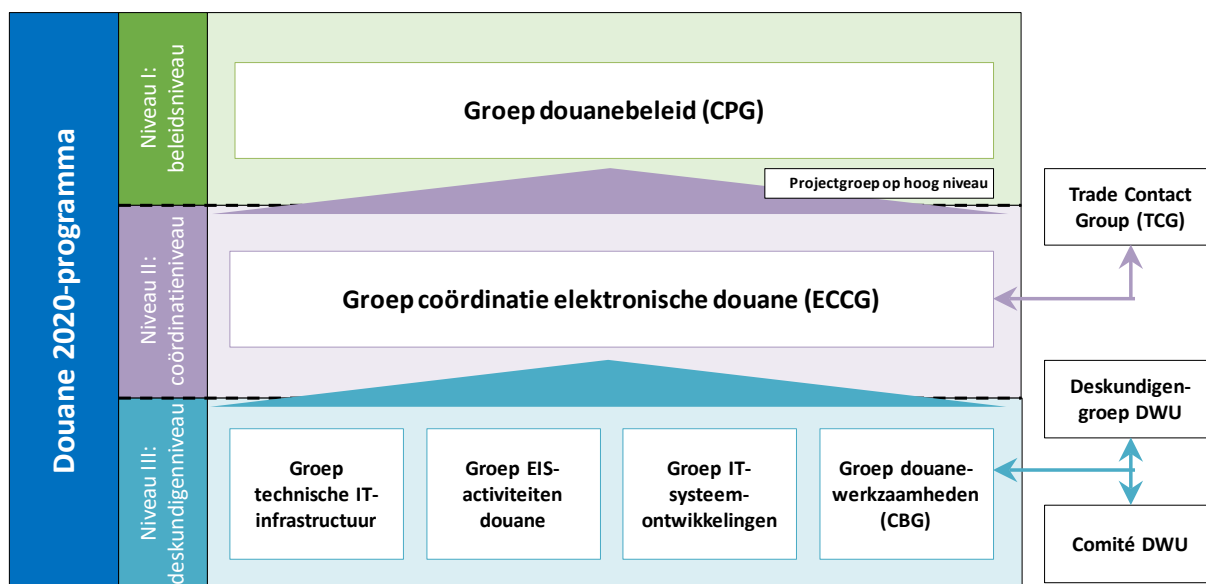 Douane 2020-programma
Niveau I:
beleidsniveau
Groep douanebeleid (CPG)
Projectgroep op hoog niveau
Niveau II:
coördinatieniveau
Groep coördinatie elektronische douane (ECCG)
Trade Contact
Group (TCG)
Niveau III:
deskundigenniveau
Groep
technische IT-
infrastructuur
Groep EIS-
activiteiten
douane
Groep IT-
systeem-
ontwikkelingen
Groep douane-
werkzaamheden
(CBG)
Deskundigen-
groep DWU
Comité DWU